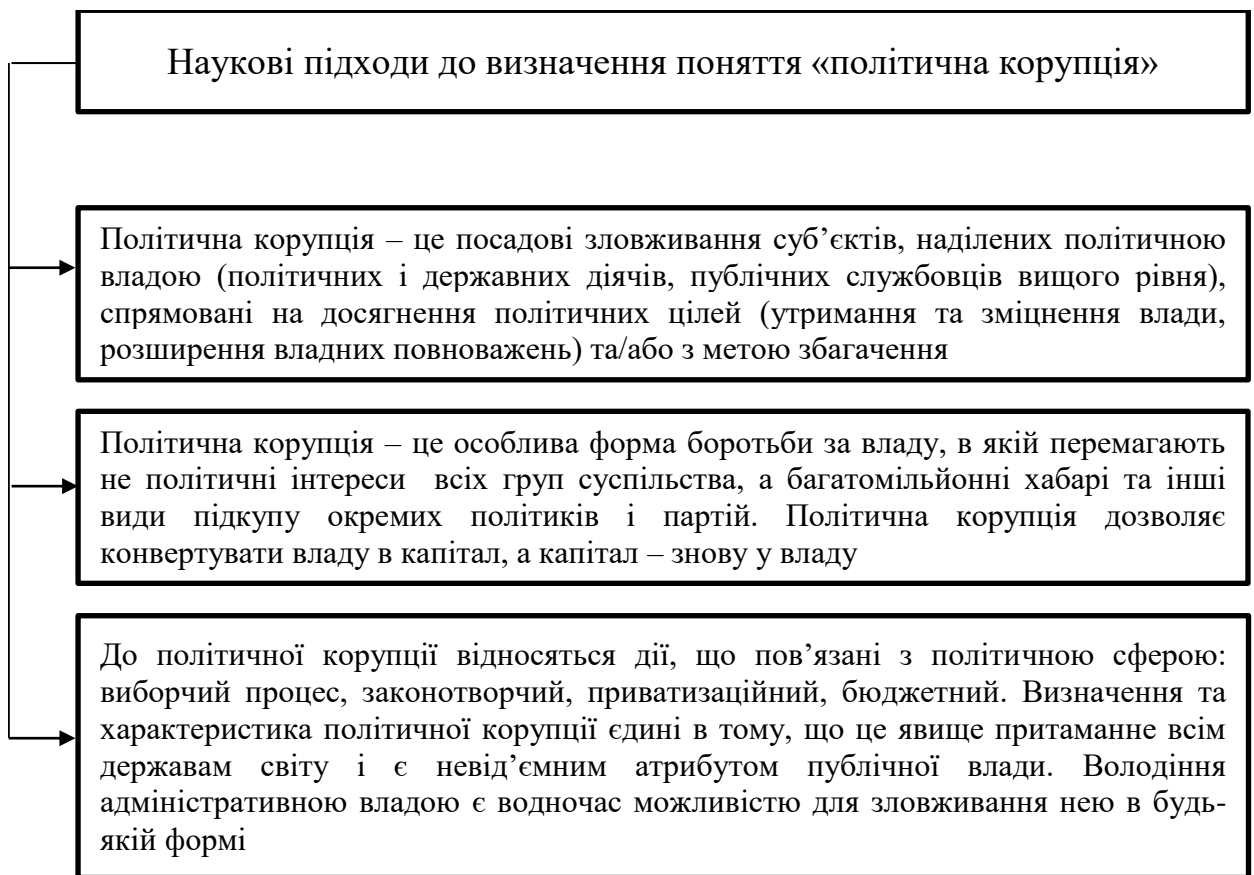 Наукові підходи до визначення поняття «політична корупція»
Політична корупція – це посадові зловживання суб’єктів, наділених політичною
владою (політичних і державних діячів, публічних службовців вищого рівня),
спрямовані на досягнення політичних цілей (утримання та зміцнення влади,
розширення владних повноважень) та/або з метою збагачення
Політична корупція – це особлива форма боротьби за владу, в якій перемагають
не політичні інтереси всіх груп суспільства, а багатомільйонні хабарі та інші
види підкупу окремих політиків і партій. Політична корупція дозволяє
конвертувати владу в капітал, а капітал – знову у владу
До політичної корупції відносяться дії, що пов’язані з політичною сферою:
виборчий процес, законотворчий, приватизаційний, бюджетний. Визначення та
характеристика політичної корупції єдині в тому, що це явище притаманне всім
державам світу і є невід’ємним атрибутом публічної влади. Володіння
адміністративною владою є водночас можливістю для зловживання нею в будь-
якій формі